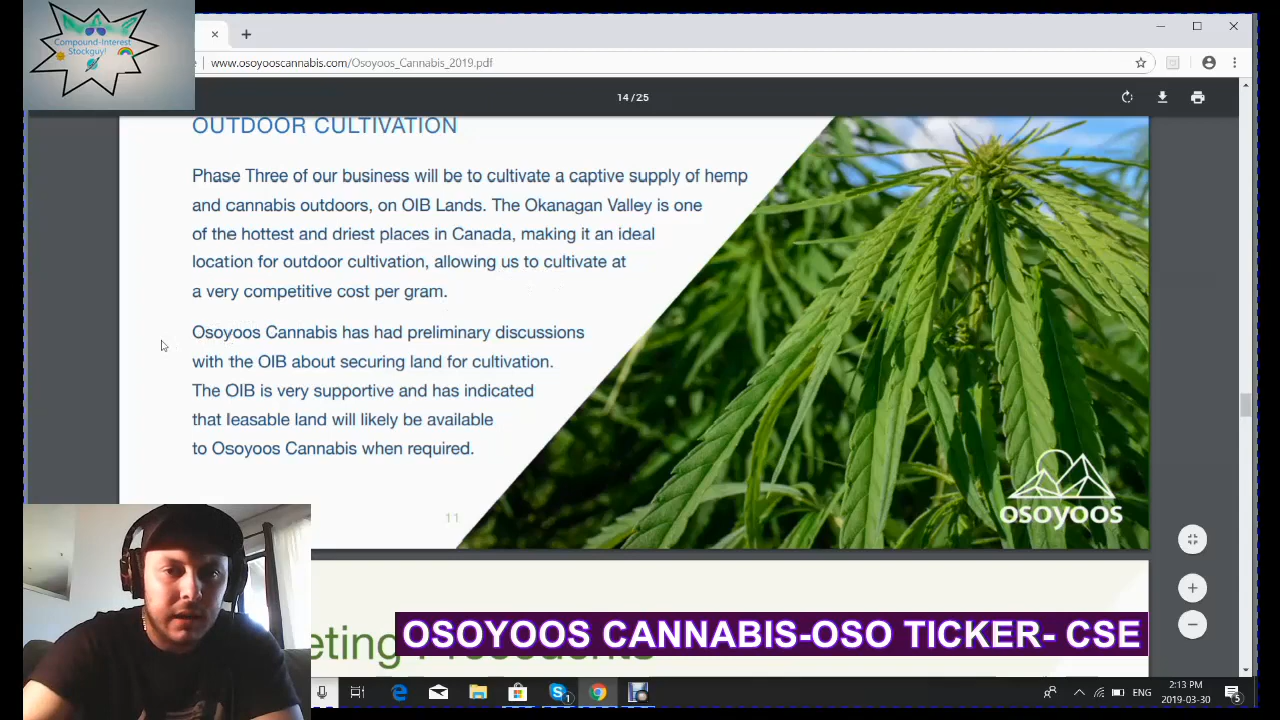 Compound-Interest
Stockguy!
www.osoyooscannabis.com/Osoyoos_Cannabis_2019.pdf
14/25
OUTDOOR CULTIVATION
Phase Three of our business will be to cultivate a captive supply of hemp
and cannabis outdoors, on OIB Lands. The Okanagan Valley is one
of the hottest and driest places in Canada, making it an ideal
location for outdoor cultivation, allowing us to cultivate at
a very competitive cost per gram.
Osoyoos Cannabis has had preliminary discussions
with the OIB about securing land for cultivation.
The OIB is very supportive and has indicated
that leasable land will likely be available
to Osoyoos Cannabis when required.
11
osoyoos
OSOYOOS CANNABIS-OSO TICKER- CSE
1
ENG
2:13 PM
2019-03-30
5